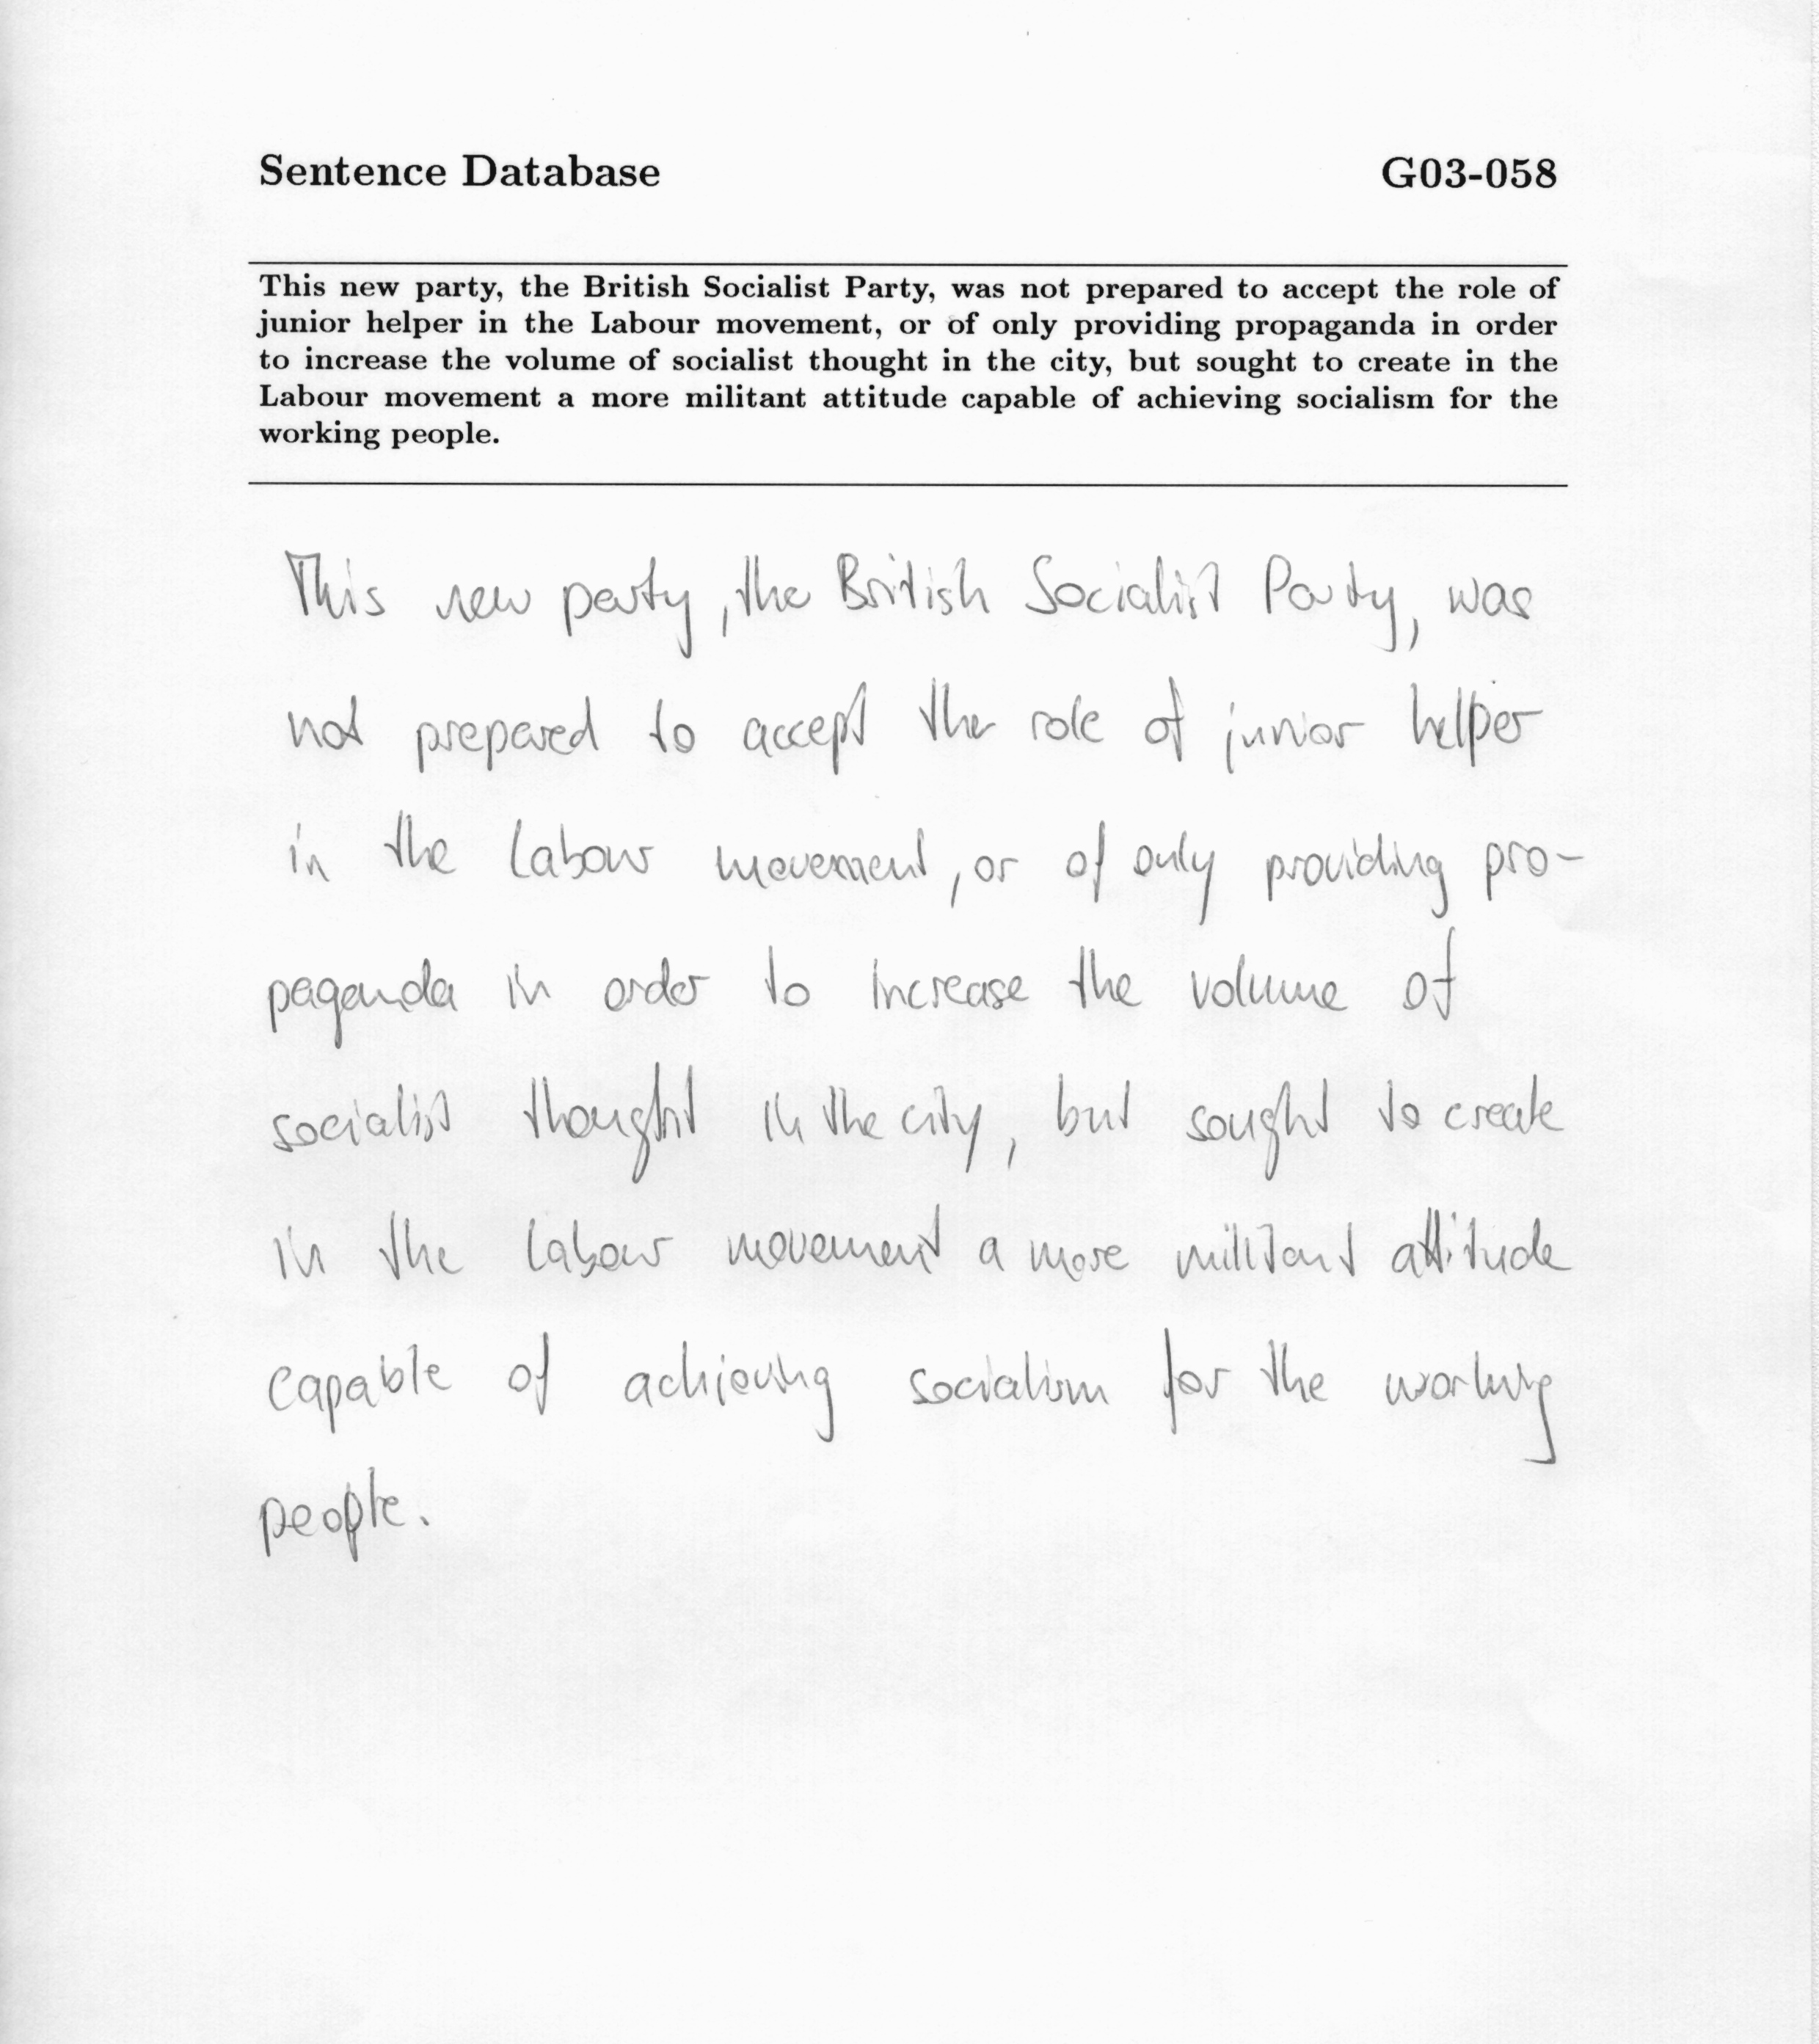 Sentence Database G03-058
This new party, the British Socialist Party, was not prepared to accept the role of
junior helper in the Labour movement, or of only providing propaganda in order
to increase the volume of socialist thought in the city, but sought to create in the
Labour movement a more militant attitude capable of achieving socialism for the
working people.
This new party, the British Socialist Party, was
not prepared to accept the role of junior helper
in the Labour movement, or of only providing pro-
paganda in order to increase the volume of
socialist thought in the city, but sought to create
in the Labour movement a more militant attitude
capable of achieving socialism for the working
people.